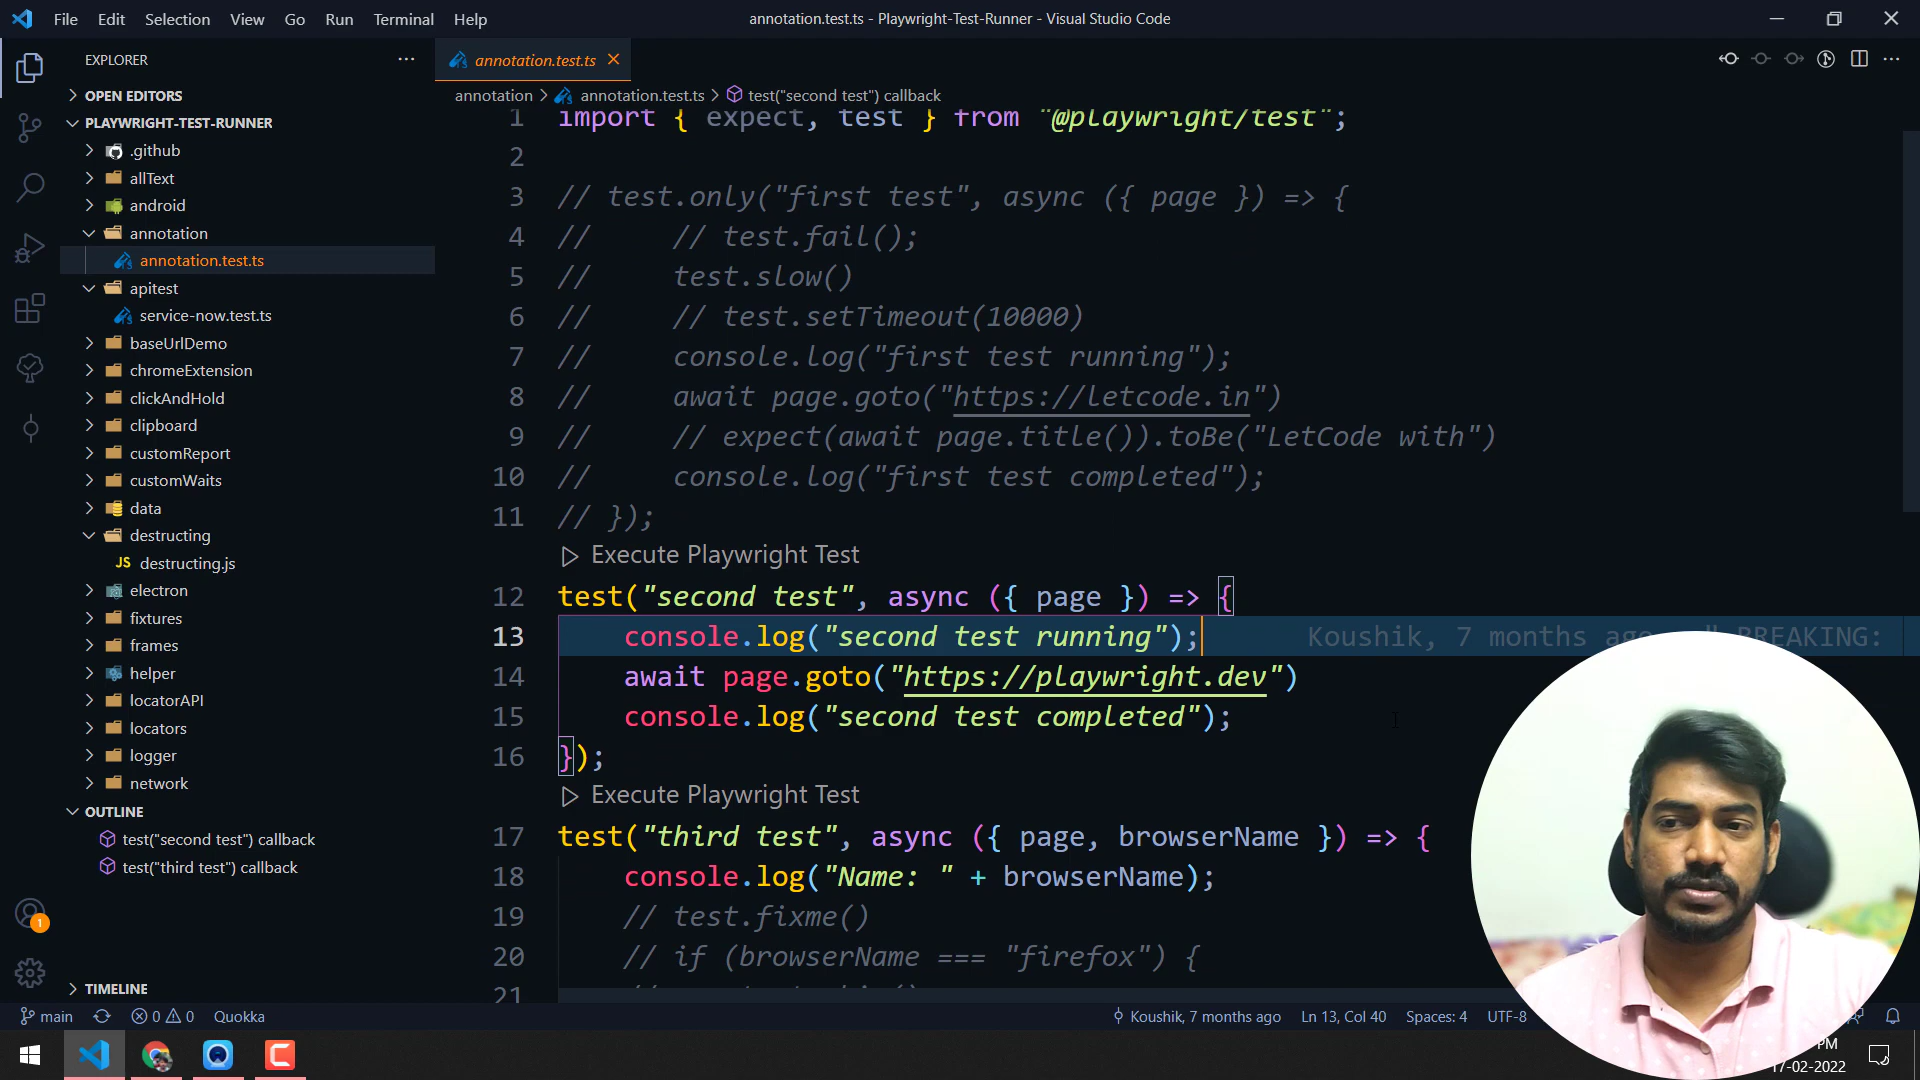 File Edit Selection View Go Run Terminal Help
annotation.test.ts - Playwright-Test-Runner - Visual Studio Code
EXPLORER
OPEN EDITORS
PLAYWRIGHT-TEST-RUNNER
.github
allText
android
annotation
annotation.test.ts
apitest
service-now.test.ts
baseUrlDemo
chromeExtension
clickAndHold
clipboard
customReport
customWaits
data
destructing
JS destructing.js
electron
fixtures
frames
helper
locatorAPI
locators
logger
network
OUTLINE
test("second test") callback
test("third test") callback
TIMELINE
1
annotation.test.ts
annotation > annotation.test.ts > test("second test") callback
1 import { expect, test } from "@playwright/test";
2
3 // test.only("first test", async ({ page }) => {
4 //     // test.fail();
5 //     test.slow()
6 //     // test.setTimeout(10000)
7 //     console.log("first test running");
8 //     await page.goto("https://letcode.in")
9 //     // expect(await page.title()).toBe("LetCode with")
10 //     console.log("first test completed");
11 // });
Execute Playwright Test
12 test("second test", async ({ page }) => {
13     console.log("second test running"); Koushik, 7 months ago • " BREAKING:
14     await page.goto("https://playwright.dev")
15     console.log("second test completed");
16 });
Execute Playwright Test
17 test("third test", async ({ page, browserName }) => {
18     console.log("Name: " + browserName);
19     // test.fixme()
20     // if (browserName === "firefox") {
21
main 0 0 Quokka
Koushik, 7 months ago Ln 13, Col 40 Spaces: 4 UTF-8
PM
17-02-2022